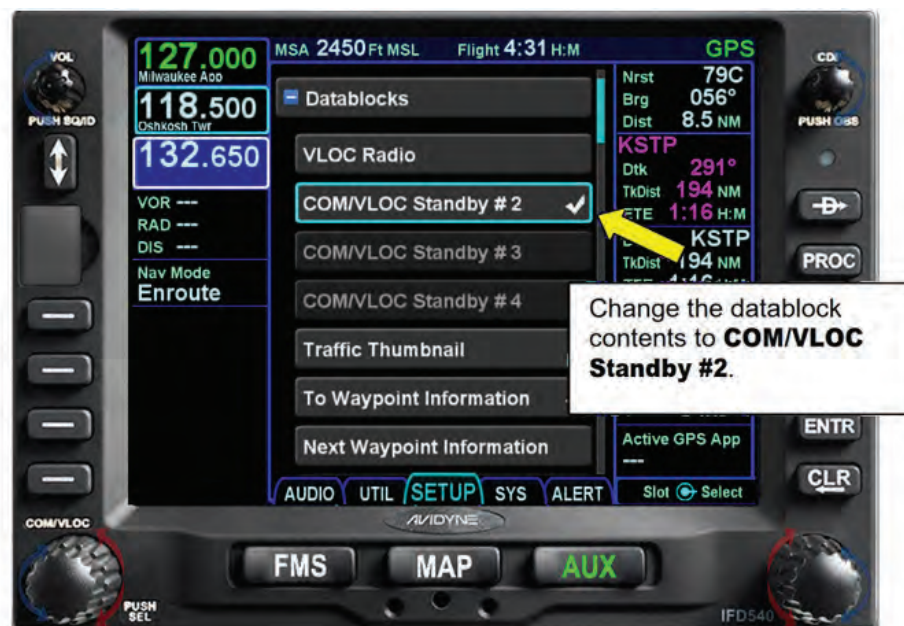 VOL
PUSH SQ/ID
127.000
Milwaukee App
118.500
Oshkosh Twr
132.650
VOR ---
RAD ---
DIS ---
Nav Mode
Enroute
MSA 2450 Ft MSL Flight 4:31 H:M GPS
Datablocks
VLOC Radio
COM/VLOC Standby # 2
COM/VLOC Standby # 3
COM/VLOC Standby # 4
Traffic Thumbnail
To Waypoint Information
Next Waypoint Information
Nrst 79C
Brg 056°
Dist 8.5 NM
KSTP
Dtk 291°
TkDist 194 NM
ETE 1:16 H:M
KSTP
TkDist 194 NM
Change the datablock
contents to COM/VLOC
Standby #2.
Active GPS App
---
Slot Select
AUDIO UTIL SETUP SYS ALERT
AVIDYNE
CDI
PUSH OBS
D
PROC
ENTR
CLR
COM/VLOC
PUSH
SEL
FMS MAP AUX
IFD540